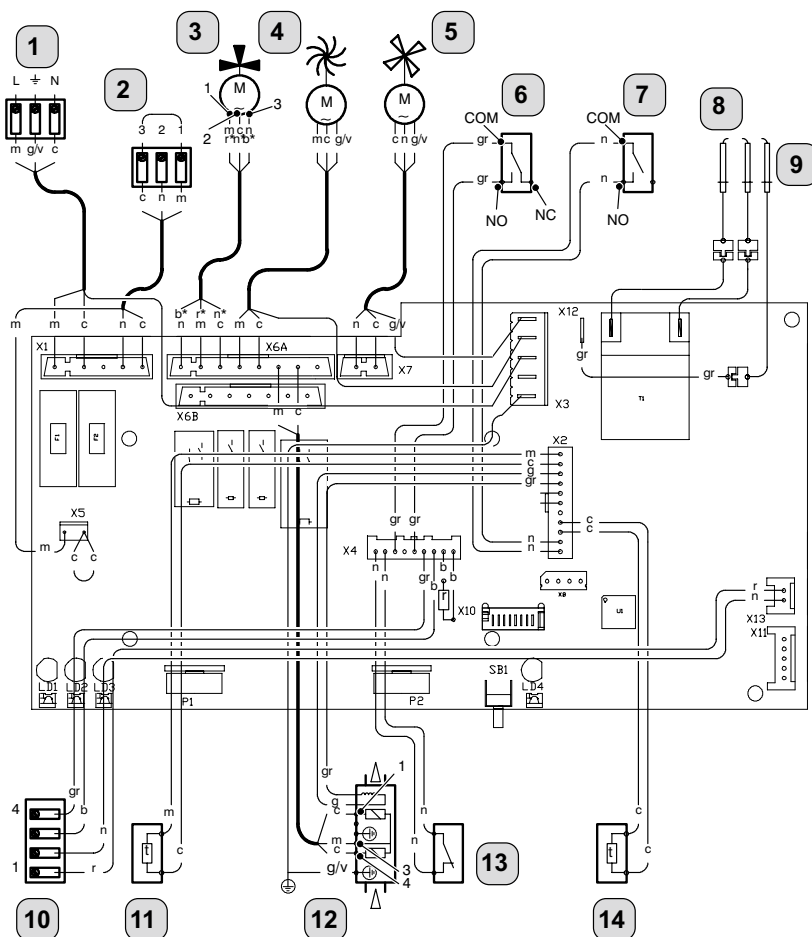 1
2
3
4
5
6
7
8
9
L N
m g/v c
3 2 1
c n m
1
2
3
M
~
m c n
r* n* b*
M
~
m c g/v
M
~
c n g/v
COM
gr
gr
NO
NC
COM
n
n
NO
m m c n c
b* r* n*
n m c m c
n c g/v
X1
X6A
X7
X6B
m c
X12
gr
gr
X3
T1
F1
F2
X2
m
c
g
gr
c
c
n
n
X5
m
c c
gr gr
X4
n
n
gr
b
b
b
r
X10
X9
U1
r
n
X13
X11
LD1
LD2
LD3
P1
P2
SB1
LD4
4
1
gr
b
n
r
m
t
c
gr
g
c
m
c
g/v
1
3
4
n
n
c
t
c
10
11
12
13
14